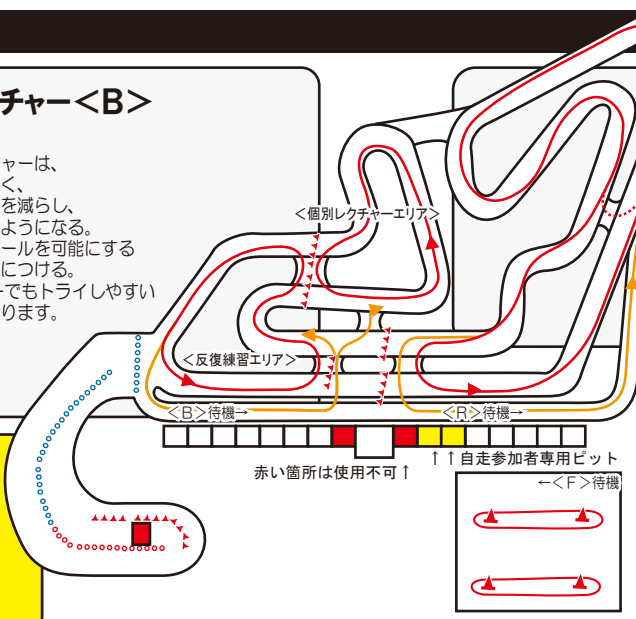 チャー＜B＞
ャーは、
く、
を減らし、
ようになる。
ールを可能にする
につける。
ーでもトライしやすい
ります。
＜個別レクチャーエリア＞
＜反復練習エリア＞
＜B＞待機→
＜R＞待機→
赤い箇所は使用不可↑
↑↑自走参加者専用ピット
←＜F＞待機